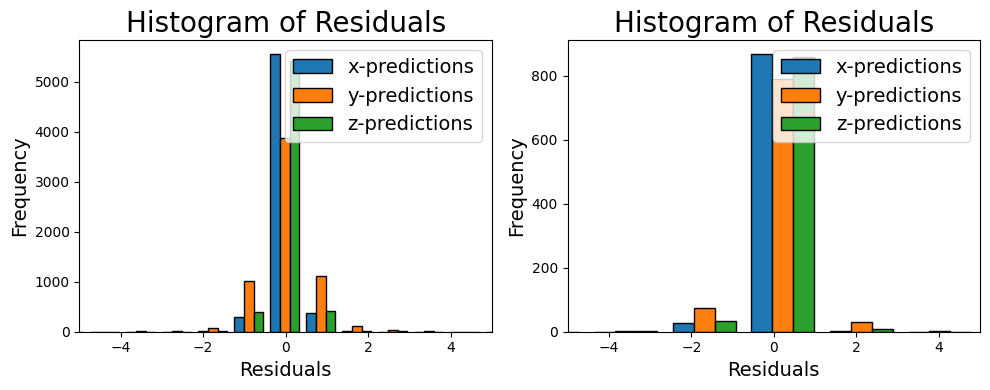 Histogram of Residuals
x-predictions
y-predictions
z-predictions
Frequency
5000
4000
3000
2000
1000
0
−4 −2 0 2 4
Residuals
Histogram of Residuals
x-predictions
y-predictions
z-predictions
Frequency
800
600
400
200
0
−4 −2 0 2 4
Residuals